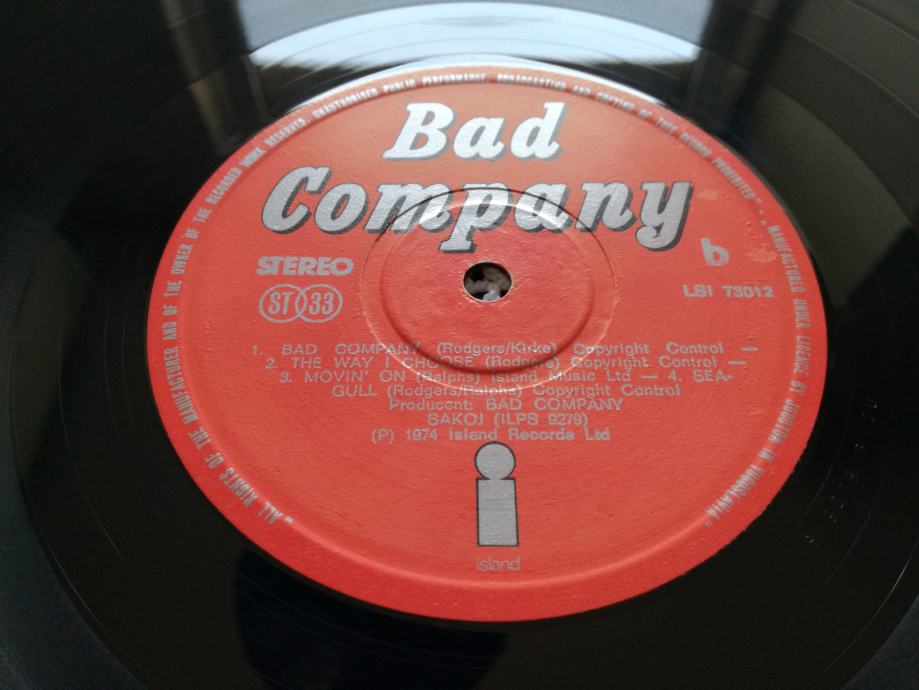 Bad
Company
b
STEREO
LSI 73012
ST 33
1. BAD COMPANY (Rodgers/Kirke) Copyright Control —
2. THE WAY I CHOOSE (Rodgers) Copyright Control —
3. MOVIN' ON (Ralphs) Island Music Ltd — 4. SEA-
GULL (Rodgers/Ralphs) Copyright Control
Producent: BAD COMPANY
SAKOJ (ILPS 9279)
(P) 1974 Island Records Ltd
island
"ALL RIGHTS OF THE MANUFACTURER AND OF THE OWNER OF THE RECORDED WORK RESERVED. UNAUTHORISED PUBLIC PERFORMANCE, BROADCASTING AND COPYING OF THIS RECORD PROHIBITED" - MANUFACTURED UNDER LICENCE BY JUGOTON IN YUGOSLAVIA"